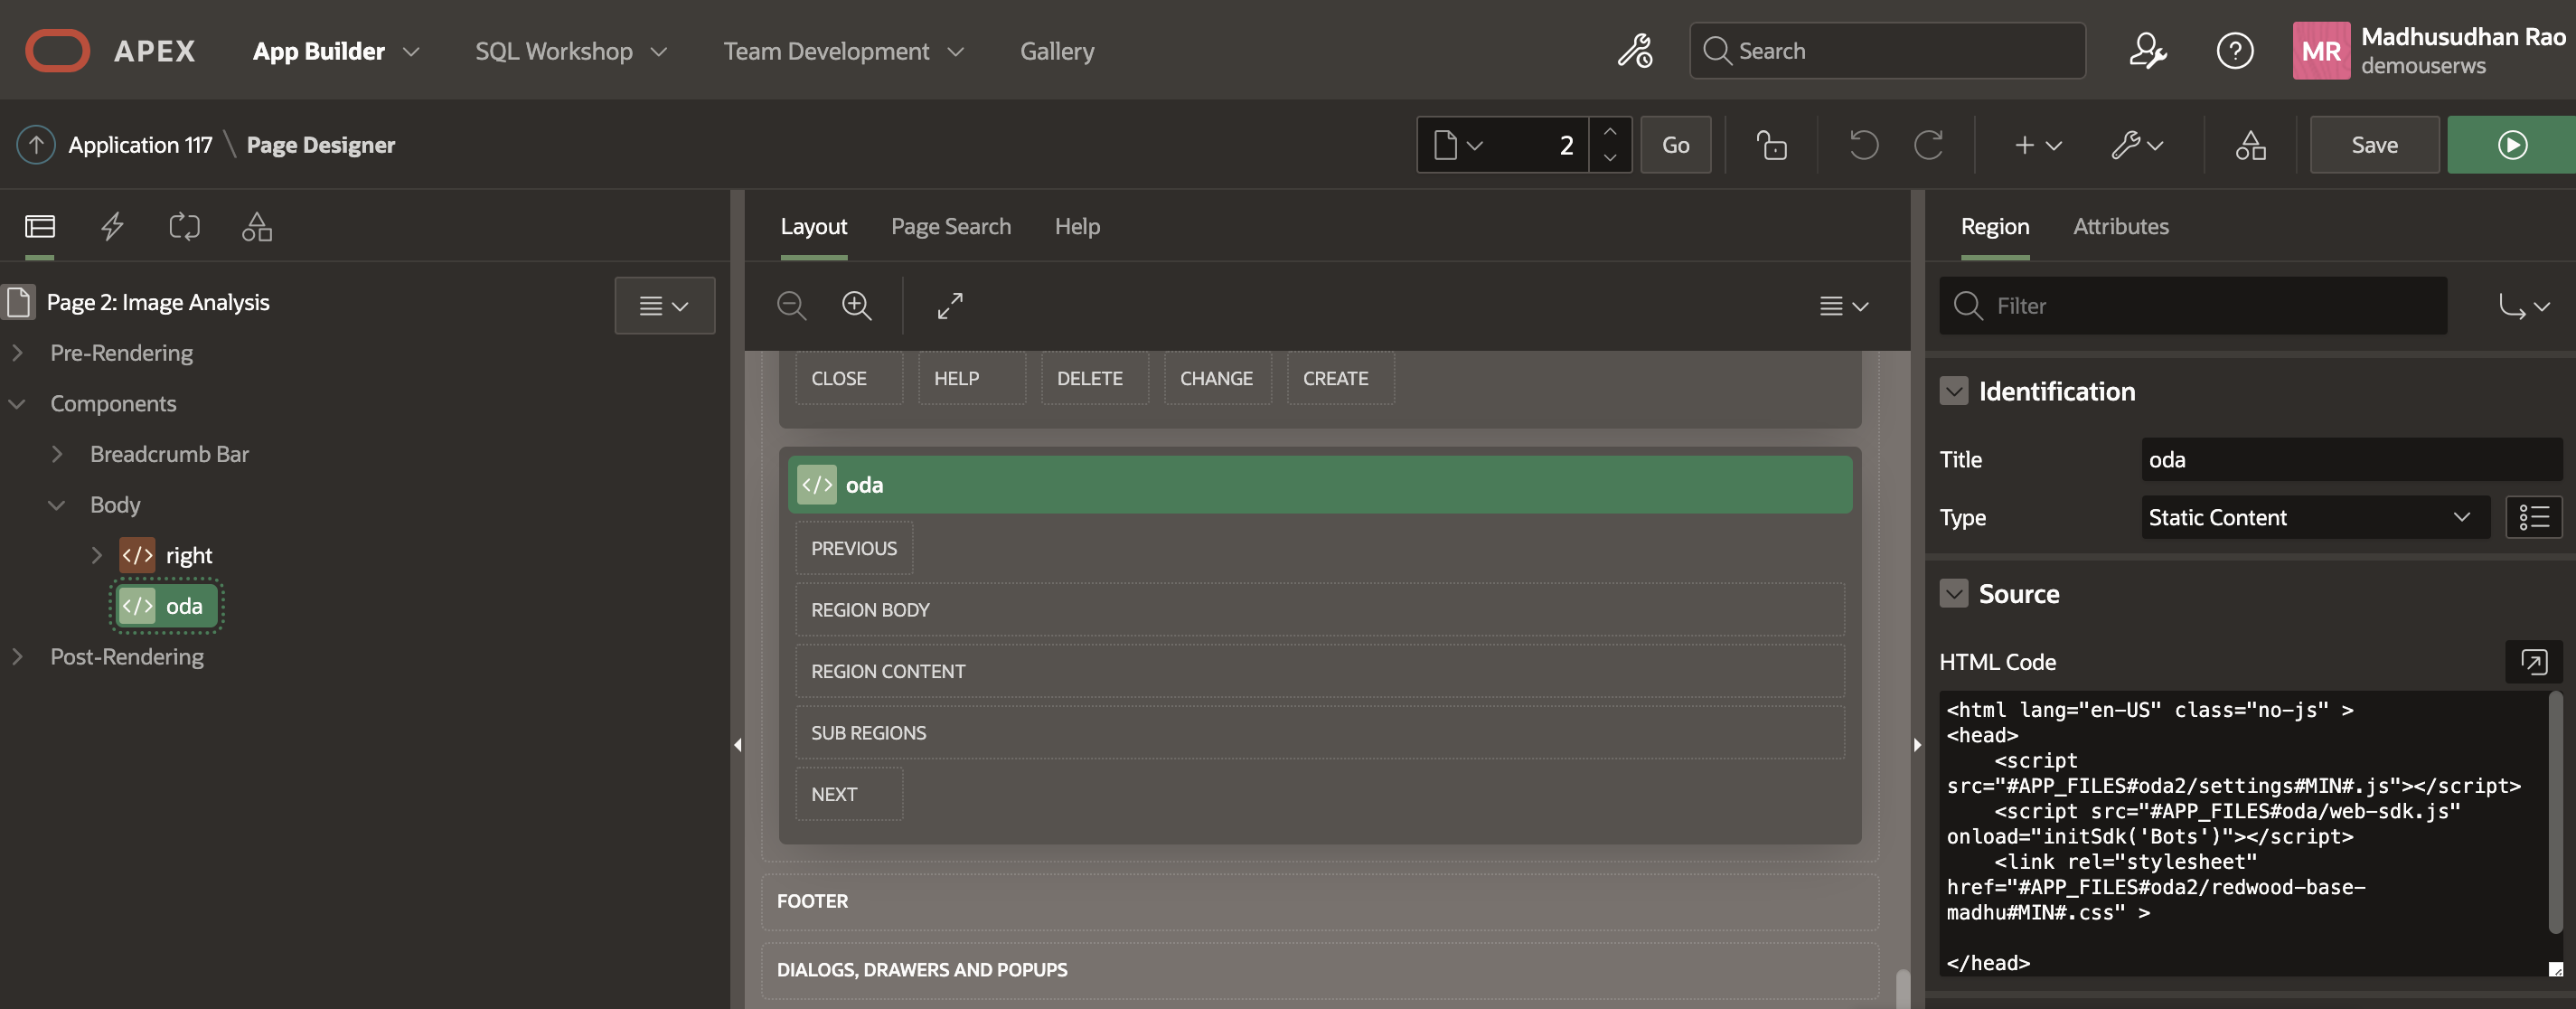 APEX
App Builder
SQL Workshop
Team Development
Gallery
Search
MR
Madhusudhan Rao
demouserws
Application 117 \ Page Designer
2
Go
Save
Page 2: Image Analysis
Pre-Rendering
Components
Breadcrumb Bar
Body
</> right
</> oda
Post-Rendering
Layout
Page Search
Help
CLOSE
HELP
DELETE
CHANGE
CREATE
</> oda
PREVIOUS
REGION BODY
REGION CONTENT
SUB REGIONS
NEXT
FOOTER
DIALOGS, DRAWERS AND POPUPS
Region
Attributes
Filter
Identification
Title
oda
Type
Static Content
Source
HTML Code
<html lang="en-US" class="no-js" >
<head>
<script
src="#APP_FILES#oda2/settings#MIN#.js"></script>
<script src="#APP_FILES#oda/web-sdk.js"
onload="initSdk('Bots')"></script>
<link rel="stylesheet"
href="#APP_FILES#oda2/redwood-base-
madhu#MIN#.css" >
</head>